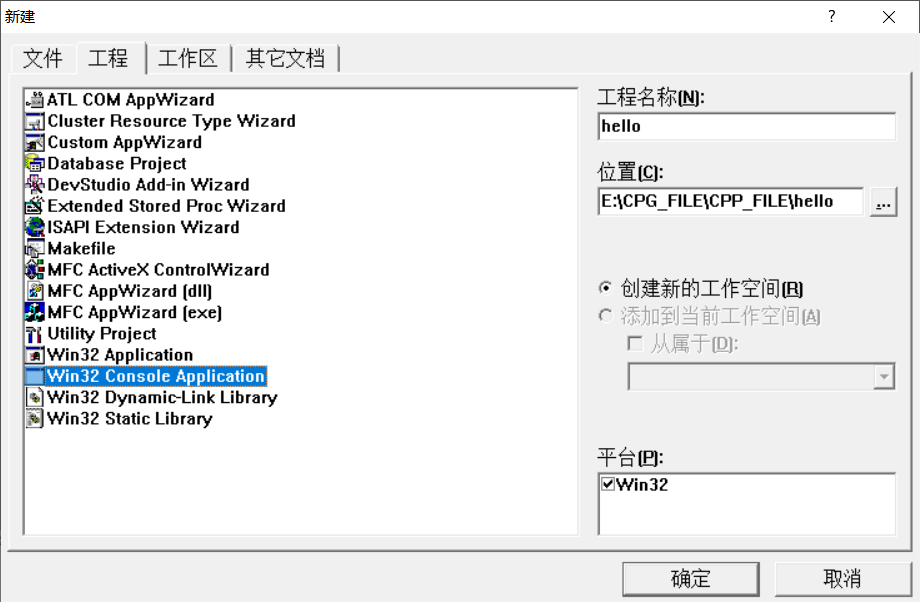 新建
?
文件 工程 工作区 其它文档
ATL COM AppWizard
Cluster Resource Type Wizard
Custom AppWizard
Database Project
DevStudio Add-in Wizard
Extended Stored Proc Wizard
ISAPI Extension Wizard
Makefile
MFC ActiveX ControlWizard
MFC AppWizard (dll)
MFC AppWizard (exe)
Utility Project
Win32 Application
Win32 Console Application
Win32 Dynamic-Link Library
Win32 Static Library
工程名称(N):
hello
位置(C):
E:\CPG_FILE\CPP_FILE\hello
...
创建新的工作空间(R)
添加到当前工作空间(A)
从属于(D):
平台(P):
Win32
确定 取消